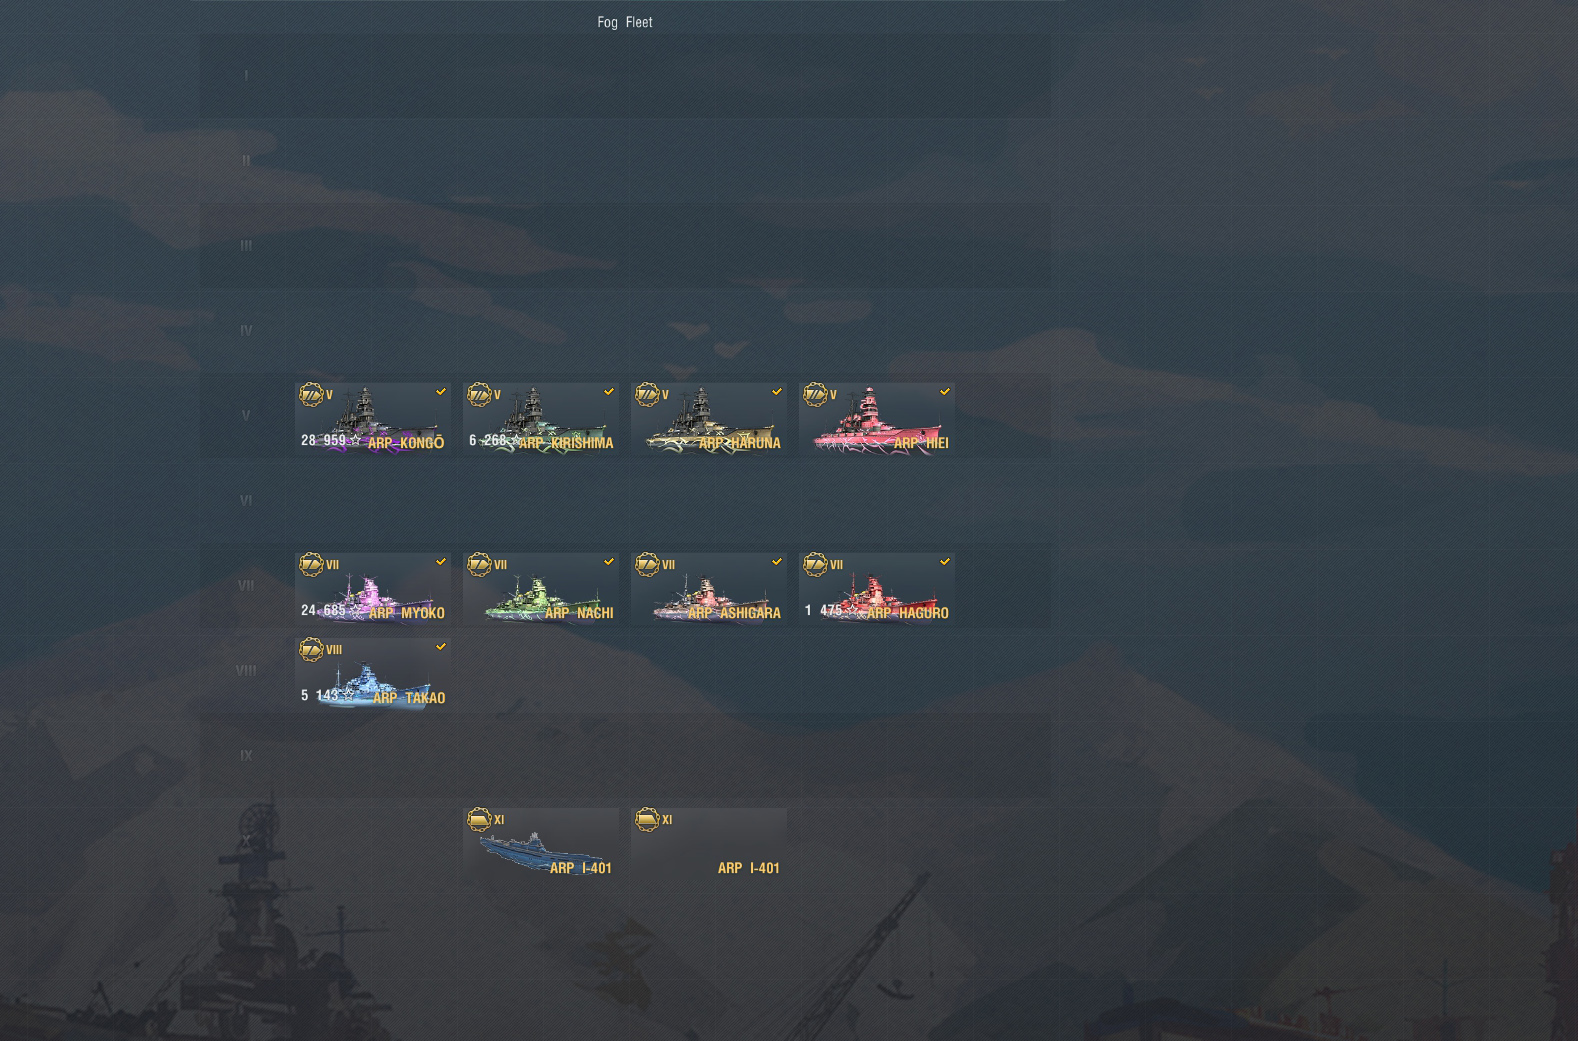 Fog Fleet
I
II
III
IV
V
V
28 959
ARP KONGŌ
V
6 268
ARP KIRISHIMA
V
ARP HARUNA
V
ARP HIEI
VI
VII
VII
24 685
ARP MYOKO
VII
ARP NACHI
VII
ARP ASHIGARA
VII
1 475
ARP HAGURO
VIII
VIII
5 143
ARP TAKAO
IX
X
XI
ARP I-401
XI
ARP I-401